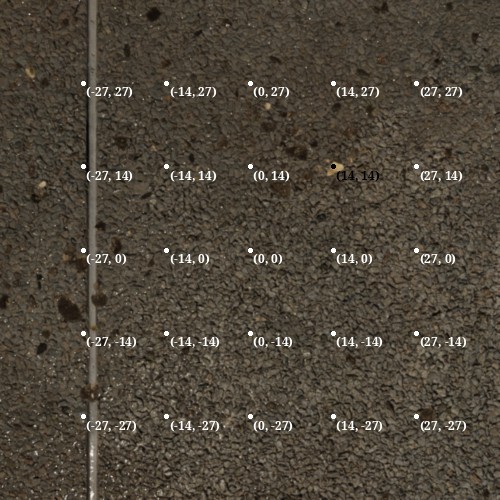 (-27, 27) (-14, 27) (0, 27) (14, 27) (27, 27)
(-27, 14) (-14, 14) (0, 14) (14, 14) (27, 14)
(-27, 0) (-14, 0) (0, 0) (14, 0) (27, 0)
(-27, -14) (-14, -14) (0, -14) (14, -14) (27, -14)
(-27, -27) (-14, -27) (0, -27) (14, -27) (27, -27)